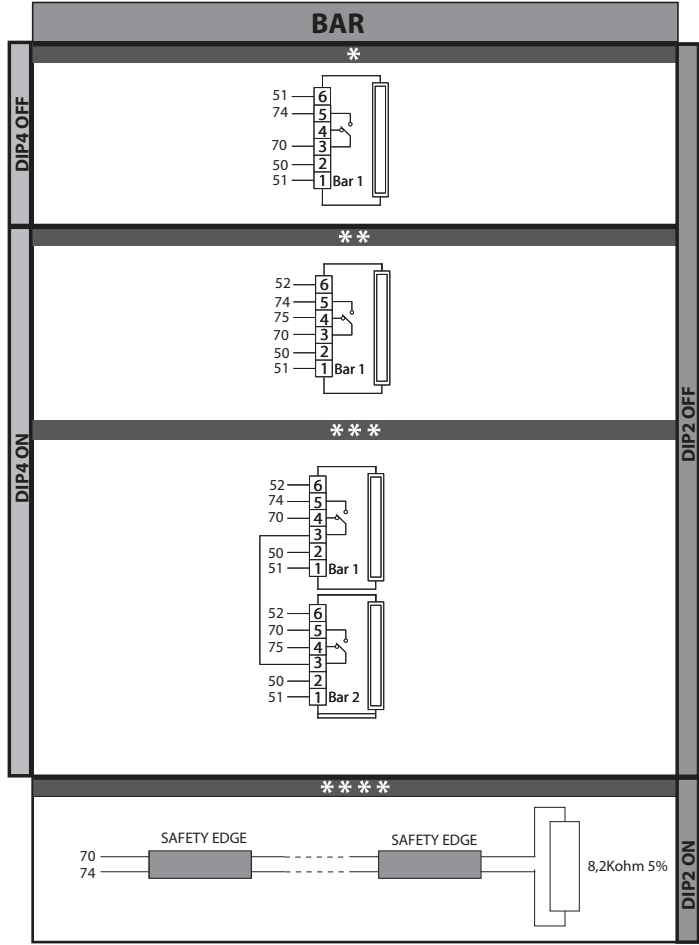 BAR
*
DIP4 OFF
51 6
74 5
4
70 3
50 2
51 1 Bar 1
**
DIP4 ON
52 6
74 5
75 4
70 3
50 2
51 1 Bar 1
DIP2 OFF
***
52 6
74 5
70 4
3
50 2
51 1 Bar 1
52 6
70 5
75 4
3
50 2
51 1 Bar 2
****
SAFETY EDGE SAFETY EDGE
70
74
8,2Kohm 5%
DIP2 ON